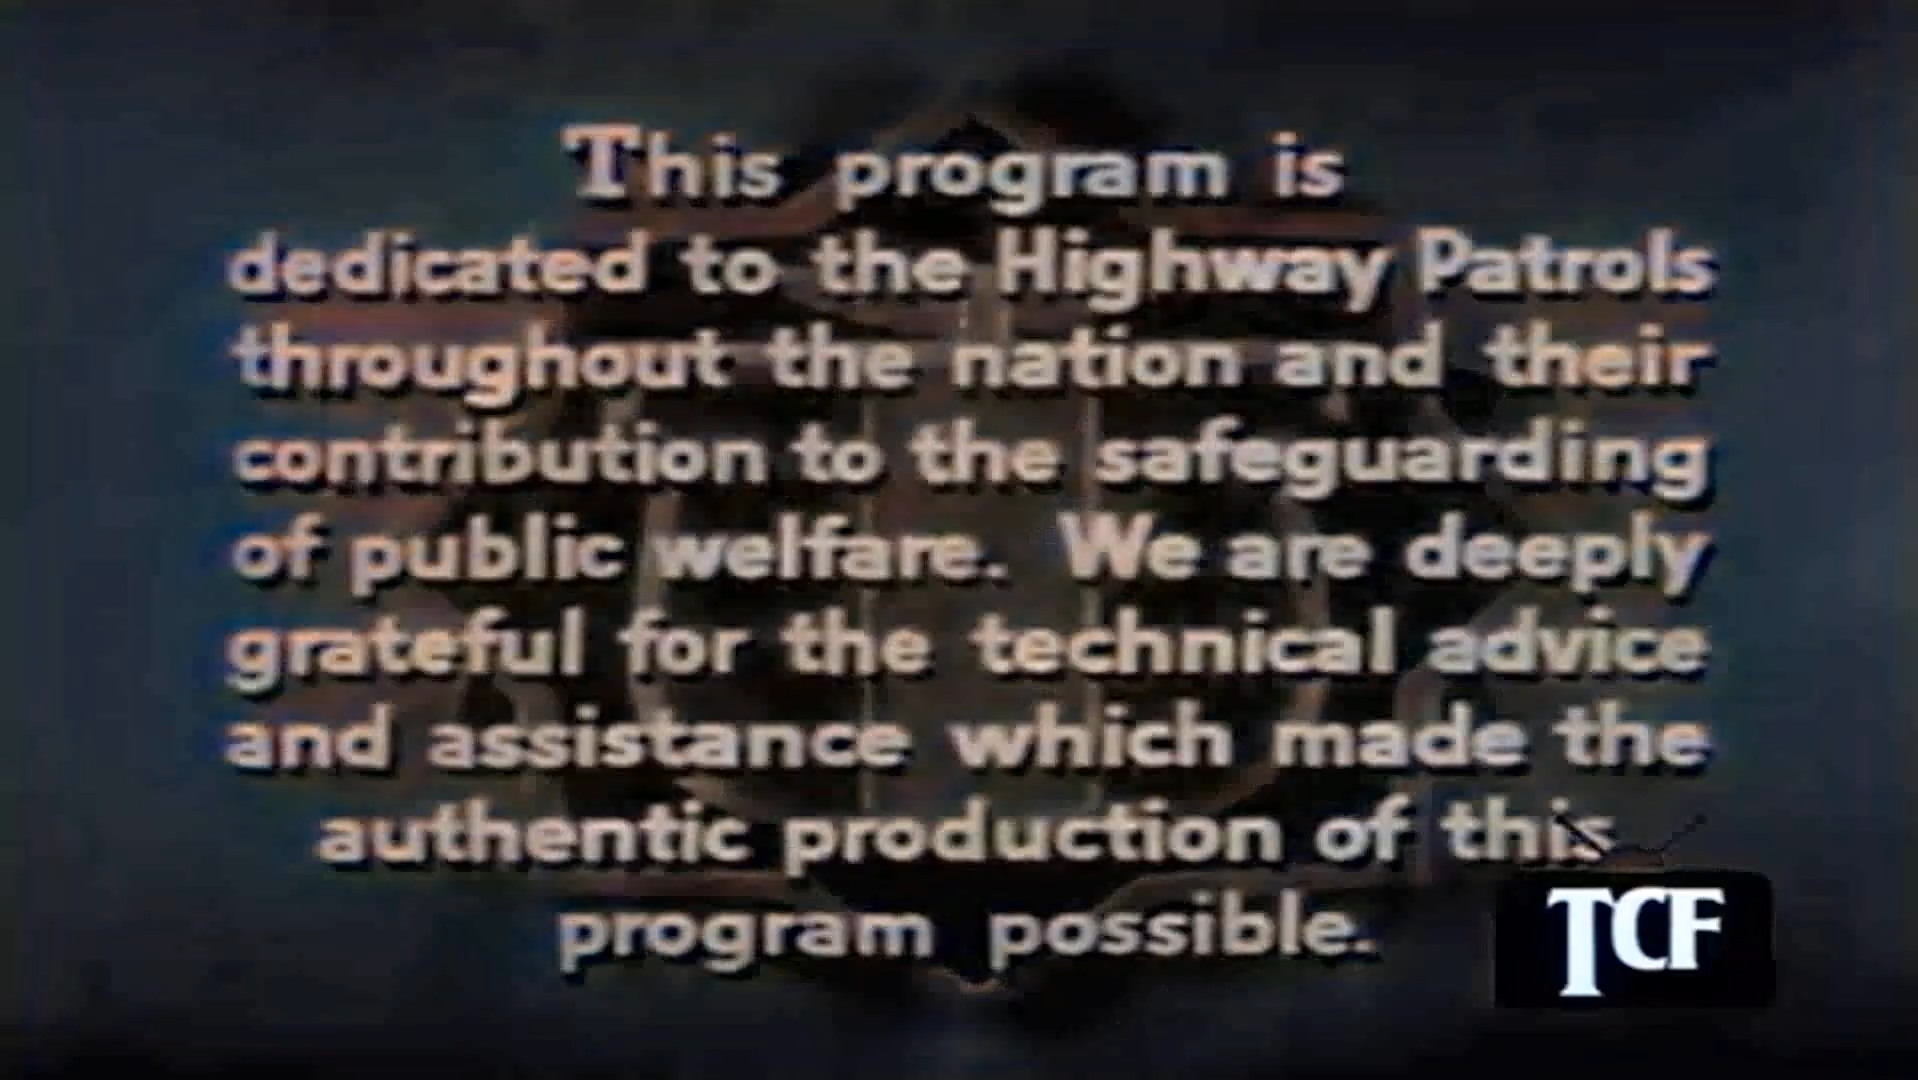 This program is
dedicated to the Highway Patrols
throughout the nation and their
contribution to the safeguarding
of public welfare. We are deeply
grateful for the technical advice
and assistance which made the
authentic production of this
program possible.
TCF